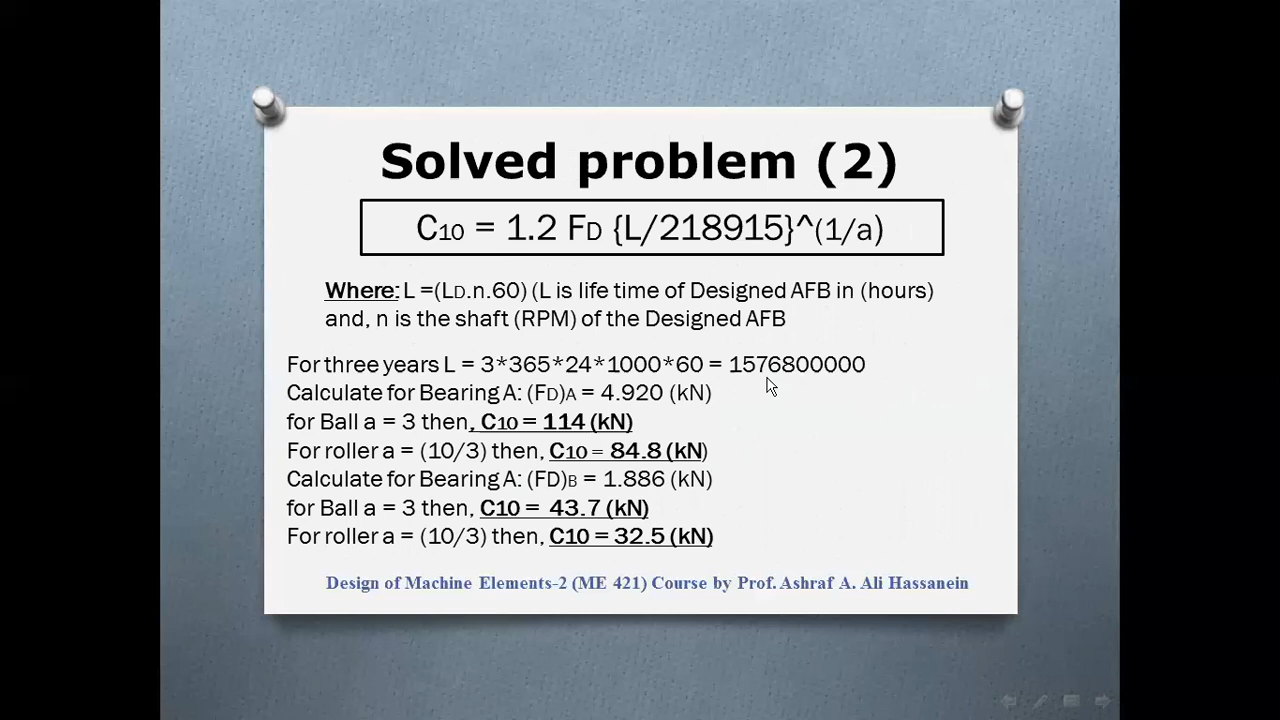 Solved problem (2)
C10 = 1.2 FD {L/218915}^(1/a)
Where: L =(LD.n.60) (L is life time of Designed AFB in (hours)
and, n is the shaft (RPM) of the Designed AFB
For three years L = 3*365*24*1000*60 = 1576800000
Calculate for Bearing A: (FD)A = 4.920 (kN)
for Ball a = 3 then, C10 = 114 (kN)
For roller a = (10/3) then, C10 = 84.8 (kN)
Calculate for Bearing A: (FD)B = 1.886 (kN)
for Ball a = 3 then, C10 = 43.7 (kN)
For roller a = (10/3) then, C10 = 32.5 (kN)
Design of Machine Elements-2 (ME 421) Course by Prof. Ashraf A. Ali Hassanein